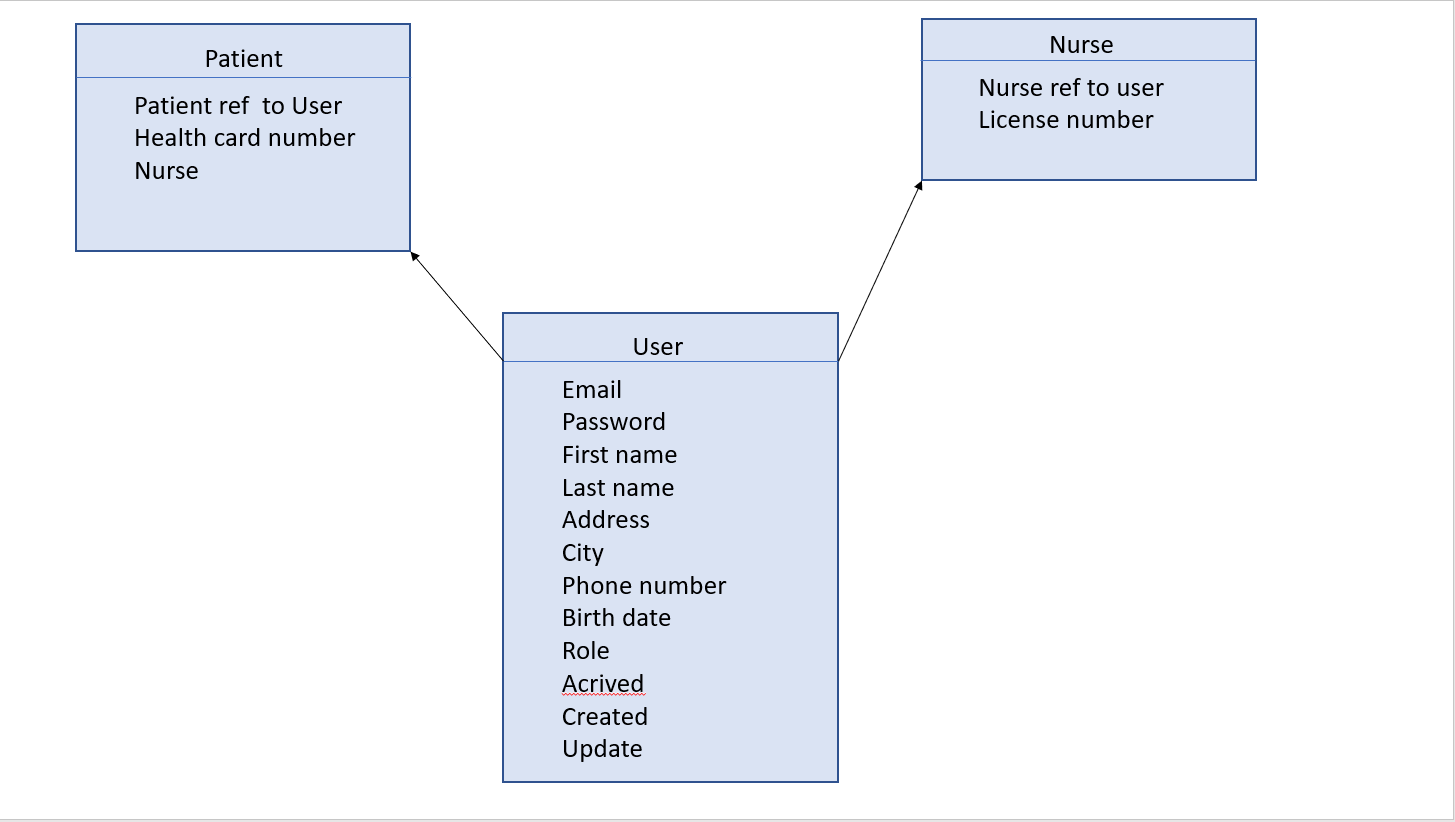 Patient
Patient ref  to User
Health card number
Nurse
Nurse
Nurse ref to user
License number
User
Email
Password
First name
Last name
Address
City
Phone number
Birth date
Role
Acrived
Created
Update